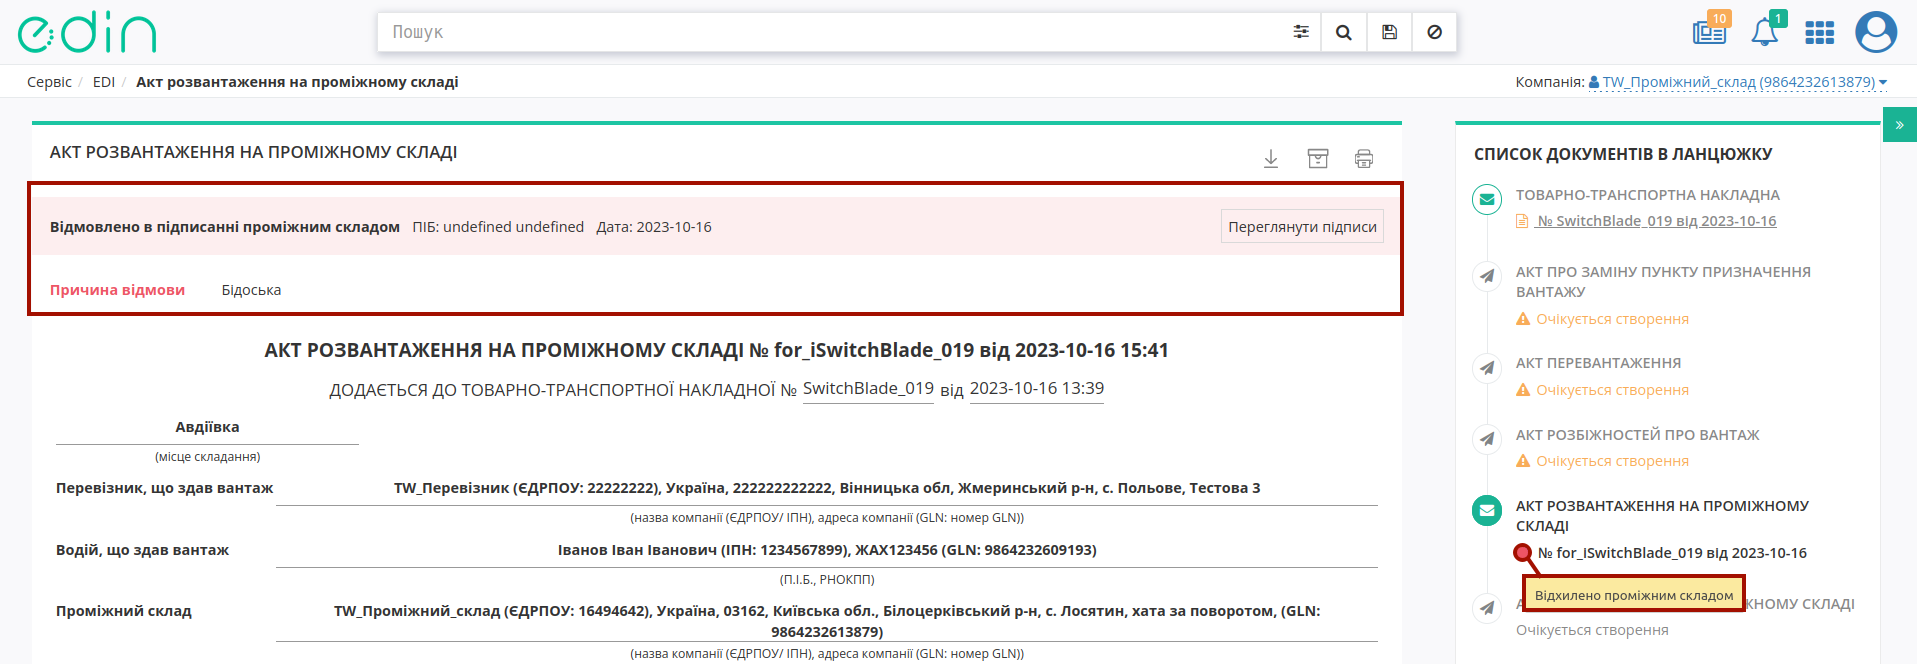 edin
Пошук
10
1
Сервіс / EDI / Акт розвантаження на проміжному складі
Компанія: TW_Проміжний_склад (9864232613879)
»
АКТ РОЗВАНТАЖЕННЯ НА ПРОМІЖНОМУ СКЛАДІ
Відмовлено в підписанні проміжним складом ПІБ: undefined undefined Дата: 2023-10-16
Переглянути підписи
Причина відмови Бідоська
АКТ РОЗВАНТАЖЕННЯ НА ПРОМІЖНОМУ СКЛАДІ № for_iSwitchBlade_019 від 2023-10-16 15:41
ДОДАЄТЬСЯ ДО ТОВАРНО-ТРАНСПОРТНОЇ НАКЛАДНОЇ № SwitchBlade_019 від 2023-10-16 13:39
Авдіївка
(місце складання)
Перевізник, що здав вантаж TW_Перевізник (ЄДРПОУ: 22222222), Україна, 222222222222, Вінницька обл, Жмеринський р-н, с. Польове, Тестова 3
(назва компанії (ЄДРПОУ/ ІПН), адреса компанії (GLN: номер GLN))
Водій, що здав вантаж Іванов Іван Іванович (ІПН: 1234567899), ЖАХ123456 (GLN: 9864232609193)
(П.І.Б., РНОКПП)
Проміжний склад TW_Проміжний_склад (ЄДРПОУ: 16494642), Україна, 03162, Київська обл., Білоцерківський р-н, с. Лосятин, хата за поворотом, (GLN:
9864232613879)
(назва компанії (ЄДРПОУ/ ІПН), адреса компанії (GLN: номер GLN))
СПИСОК ДОКУМЕНТІВ В ЛАНЦЮЖКУ
ТОВАРНО-ТРАНСПОРТНА НАКЛАДНА
№ SwitchBlade_019 від 2023-10-16
АКТ ПРО ЗАМІНУ ПУНКТУ ПРИЗНАЧЕННЯ
ВАНТАЖУ
Очікується створення
АКТ ПЕРЕВАНТАЖЕННЯ
Очікується створення
АКТ РОЗБІЖНОСТЕЙ ПРО ВАНТАЖ
Очікується створення
АКТ РОЗВАНТАЖЕННЯ НА ПРОМІЖНОМУ
СКЛАДІ
№ for_iSwitchBlade_019 від 2023-10-16
Відхилено проміжним складом
ЖНОМУ СКЛАДІ
Очікується створення